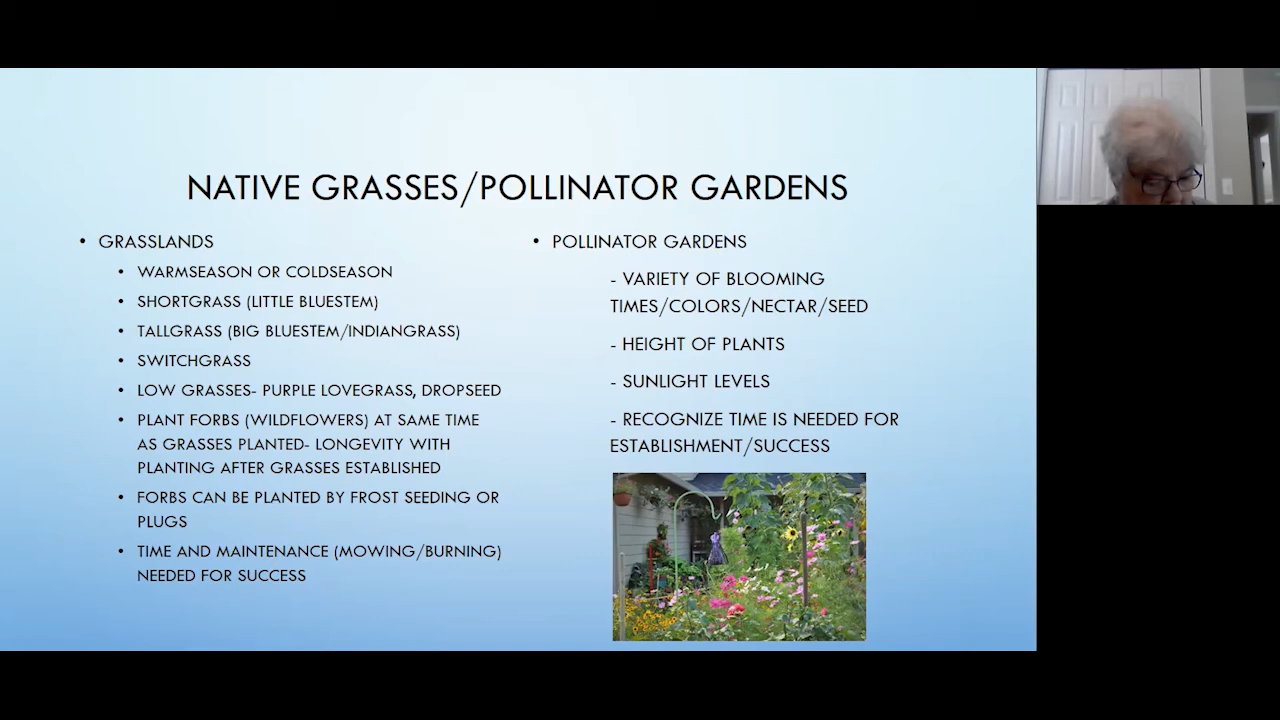 NATIVE GRASSES/POLLINATOR GARDENS
• GRASSLANDS
• WARMSEASON OR COLDSEASON
• SHORTGRASS (LITTLE BLUESTEM)
• TALLGRASS (BIG BLUESTEM/INDIANGRASS)
• SWITCHGRASS
• LOW GRASSES- PURPLE LOVEGRASS, DROPSEED
• PLANT FORBS (WILDFLOWERS) AT SAME TIME
AS GRASSES PLANTED- LONGEVITY WITH
PLANTING AFTER GRASSES ESTABLISHED
• FORBS CAN BE PLANTED BY FROST SEEDING OR
PLUGS
• TIME AND MAINTENANCE (MOWING/BURNING)
NEEDED FOR SUCCESS
• POLLINATOR GARDENS
- VARIETY OF BLOOMING
TIMES/COLORS/NECTAR/SEED
- HEIGHT OF PLANTS
- SUNLIGHT LEVELS
- RECOGNIZE TIME IS NEEDED FOR
ESTABLISHMENT/SUCCESS